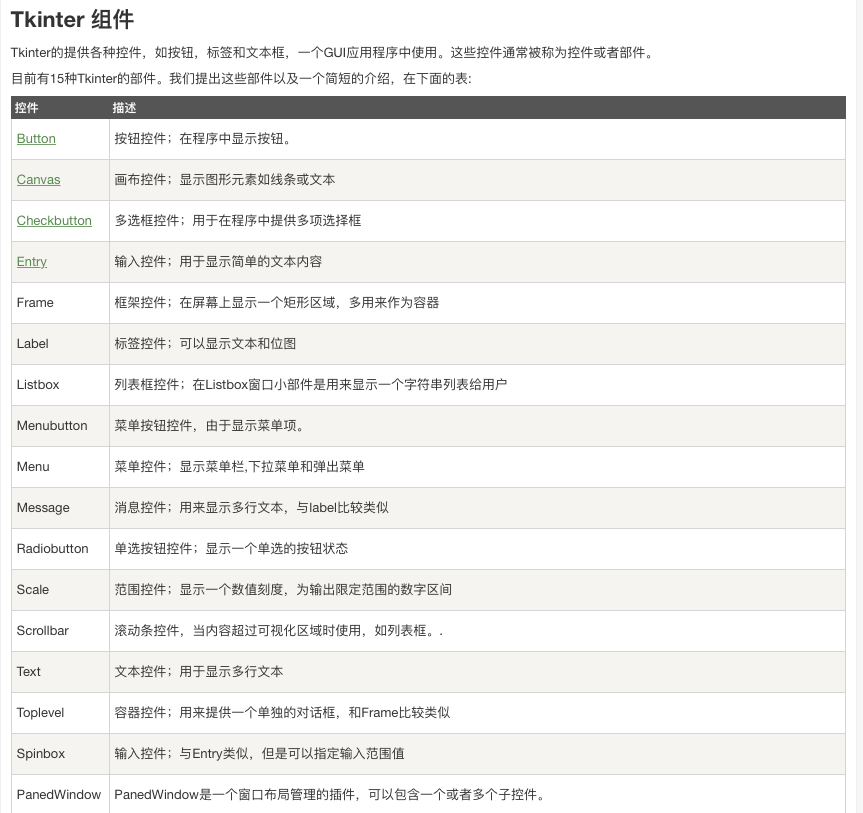 Tkinter 组件
Tkinter的提供各种控件，如按钮，标签和文本框，一个GUI应用程序中使用。这些控件通常被称为控件或者部件。
目前有15种Tkinter的部件。我们提出这些部件以及一个简短的介绍，在下面的表:
控件 描述
Button 按钮控件；在程序中显示按钮。
Canvas 画布控件；显示图形元素如线条或文本
Checkbutton 多选框控件；用于在程序中提供多项选择框
Entry 输入控件；用于显示简单的文本内容
Frame 框架控件；在屏幕上显示一个矩形区域，多用来作为容器
Label 标签控件；可以显示文本和位图
Listbox 列表框控件；在Listbox窗口小部件是用来显示一个字符串列表给用户
Menubutton 菜单按钮控件，由于显示菜单项。
Menu 菜单控件；显示菜单栏,下拉菜单和弹出菜单
Message 消息控件；用来显示多行文本，与label比较类似
Radiobutton 单选按钮控件；显示一个单选的按钮状态
Scale 范围控件；显示一个数值刻度，为输出限定范围的数字区间
Scrollbar 滚动条控件，当内容超过可视化区域时使用，如列表框。.
Text 文本控件；用于显示多行文本
Toplevel 容器控件；用来提供一个单独的对话框，和Frame比较类似
Spinbox 输入控件；与Entry类似，但是可以指定输入范围值
PanedWindow PanedWindow是一个窗口布局管理的插件，可以包含一个或者多个子控件。